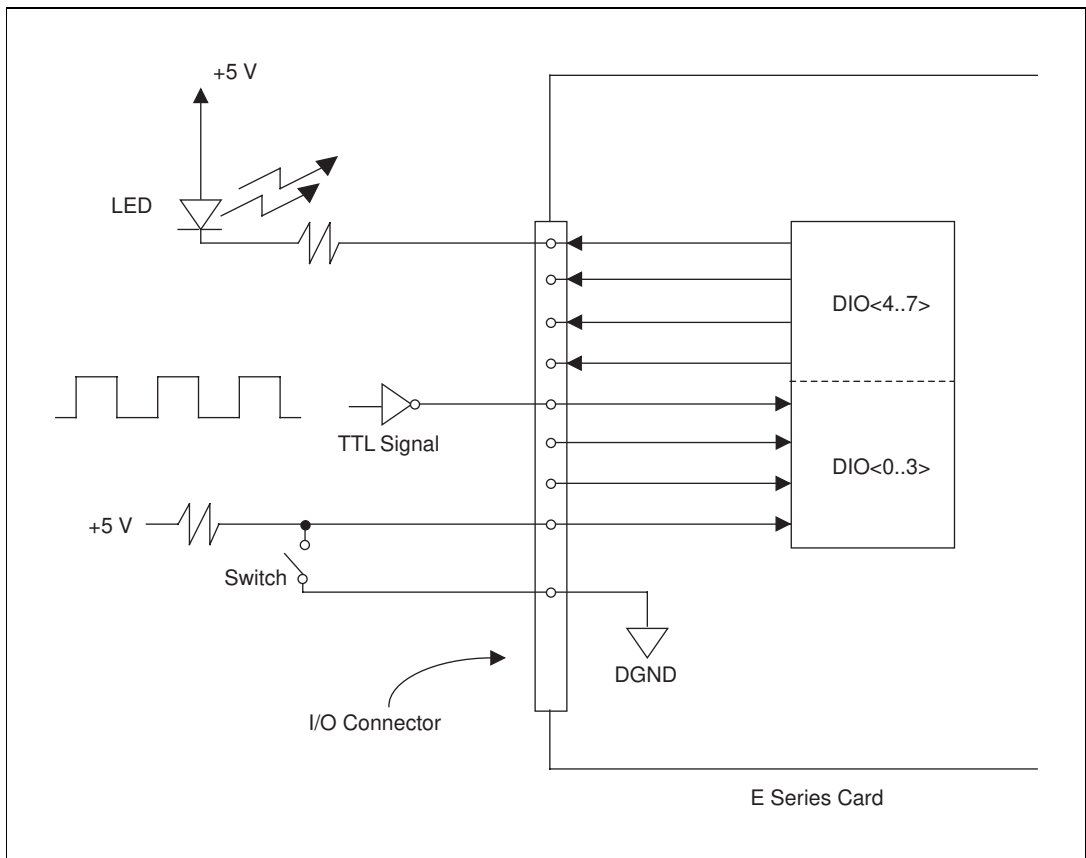 +5 V
LED
DIO<4..7>
TTL Signal
DIO<0..3>
+5 V
Switch
DGND
I/O Connector
E Series Card